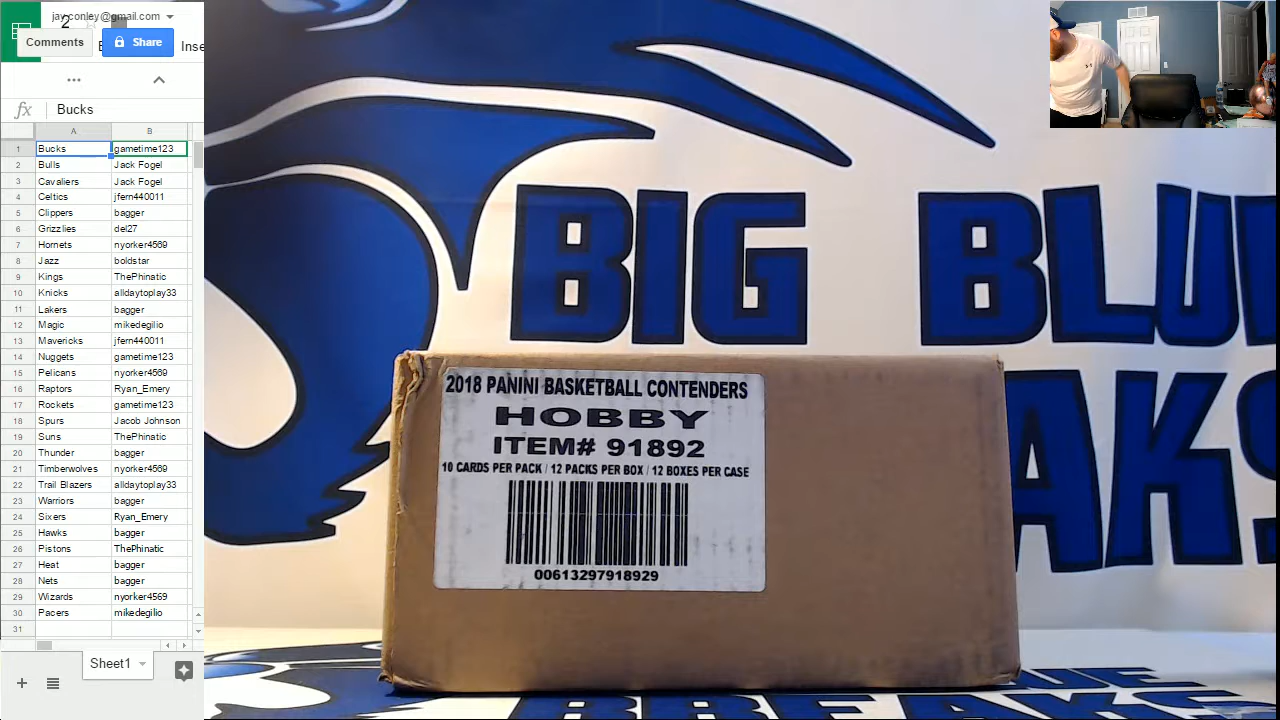 jay.conley@gmail.com
2
Comments
Share
Inse
...
fx Bucks
A B
1 Bucks gametime123
2 Bulls Jack Fogel
3 Cavaliers Jack Fogel
4 Celtics jfern440011
5 Clippers bagger
6 Grizzlies del27
7 Hornets nyorker4569
8 Jazz boldstar
9 Kings ThePhinatic
10 Knicks alldaytoplay33
11 Lakers bagger
12 Magic mikedegilio
13 Mavericks jfern440011
14 Nuggets gametime123
15 Pelicans nyorker4569
16 Raptors Ryan_Emery
17 Rockets gametime123
18 Spurs Jacob Johnson
19 Suns ThePhinatic
20 Thunder bagger
21 Timberwolves nyorker4569
22 Trail Blazers alldaytoplay33
23 Warriors bagger
24 Sixers Ryan_Emery
25 Hawks bagger
26 Pistons ThePhinatic
27 Heat bagger
28 Nets bagger
29 Wizards nyorker4569
30 Pacers mikedegilio
31
Sheet1
BIG BLU
EAK
2018 PANINI BASKETBALL CONTENDERS
HOBBY
ITEM# 91892
10 CARDS PER PACK / 12 PACKS PER BOX / 12 BOXES PER CASE
00613297918929
UE
BREAKS